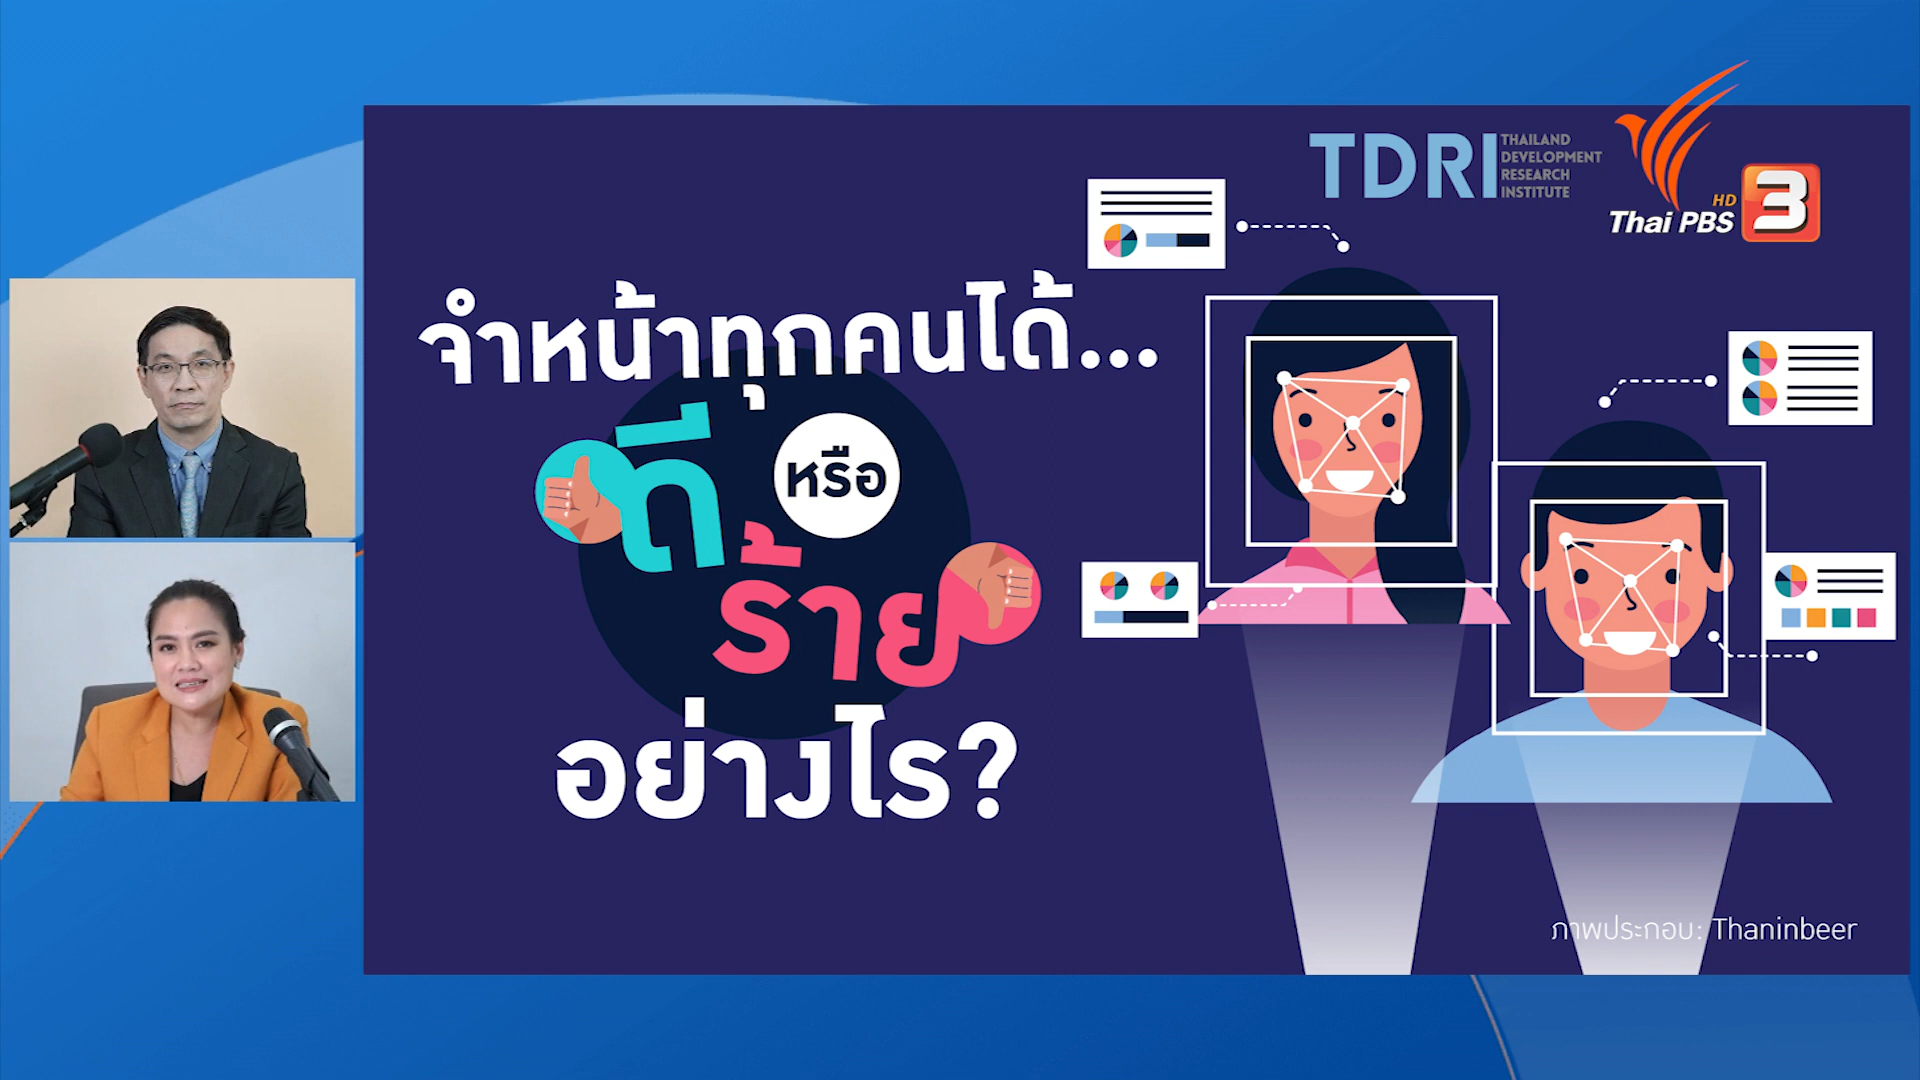 TDRI
THAILAND
DEVELOPMENT
RESEARCH
INSTITUTE
Thai PBS
HD
3
จำหน้าทุกคนได้...
ดี
หรือ
ร้าย
อย่างไร?
ภาพประกอบ: Thaninbeer